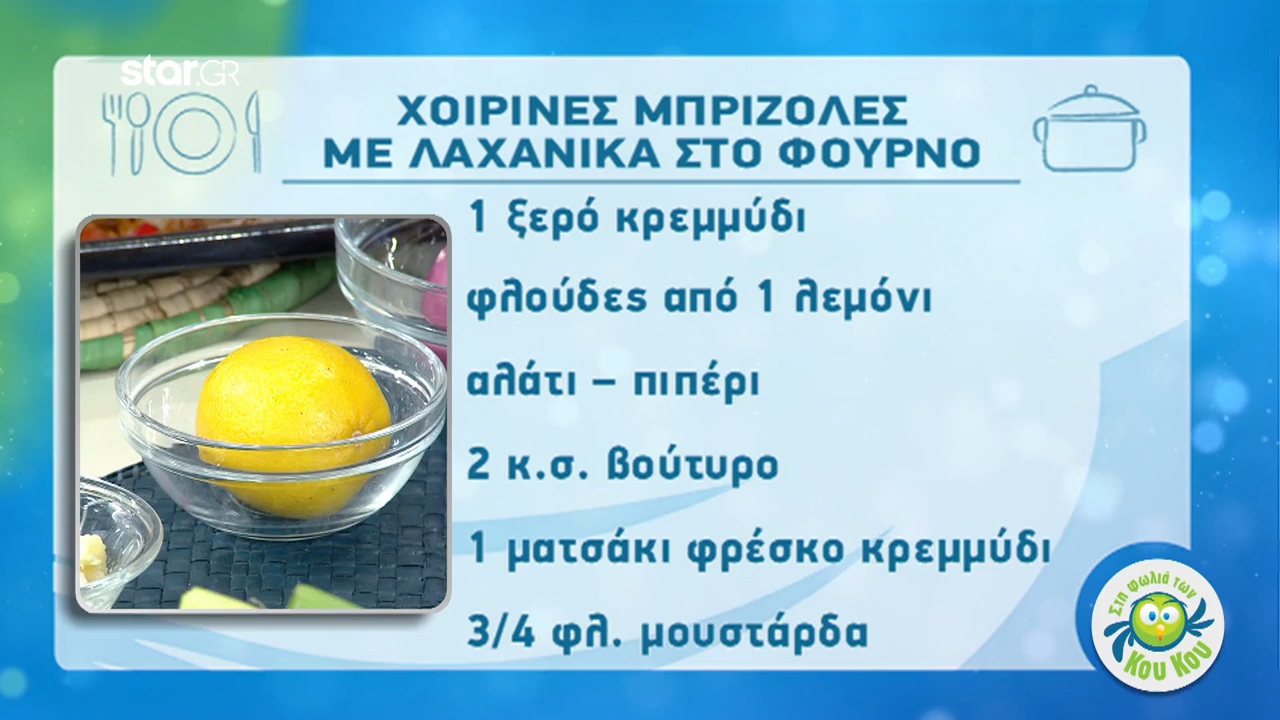 star.GR
ΧΟΙΡΙΝΕΣ ΜΠΡΙΖΟΛΕΣ
ΜΕ ΛΑΧΑΝΙΚΑ ΣΤΟ ΦΟΥΡΝΟ
1 ξερό κρεμμύδι
φλούδες από 1 λεμόνι
αλάτι – πιπέρι
2 κ.σ. βούτυρο
1 ματσάκι φρέσκο κρεμμύδι
3/4 φλ. μουστάρδα
Στη φωλιά των
Κου Κου